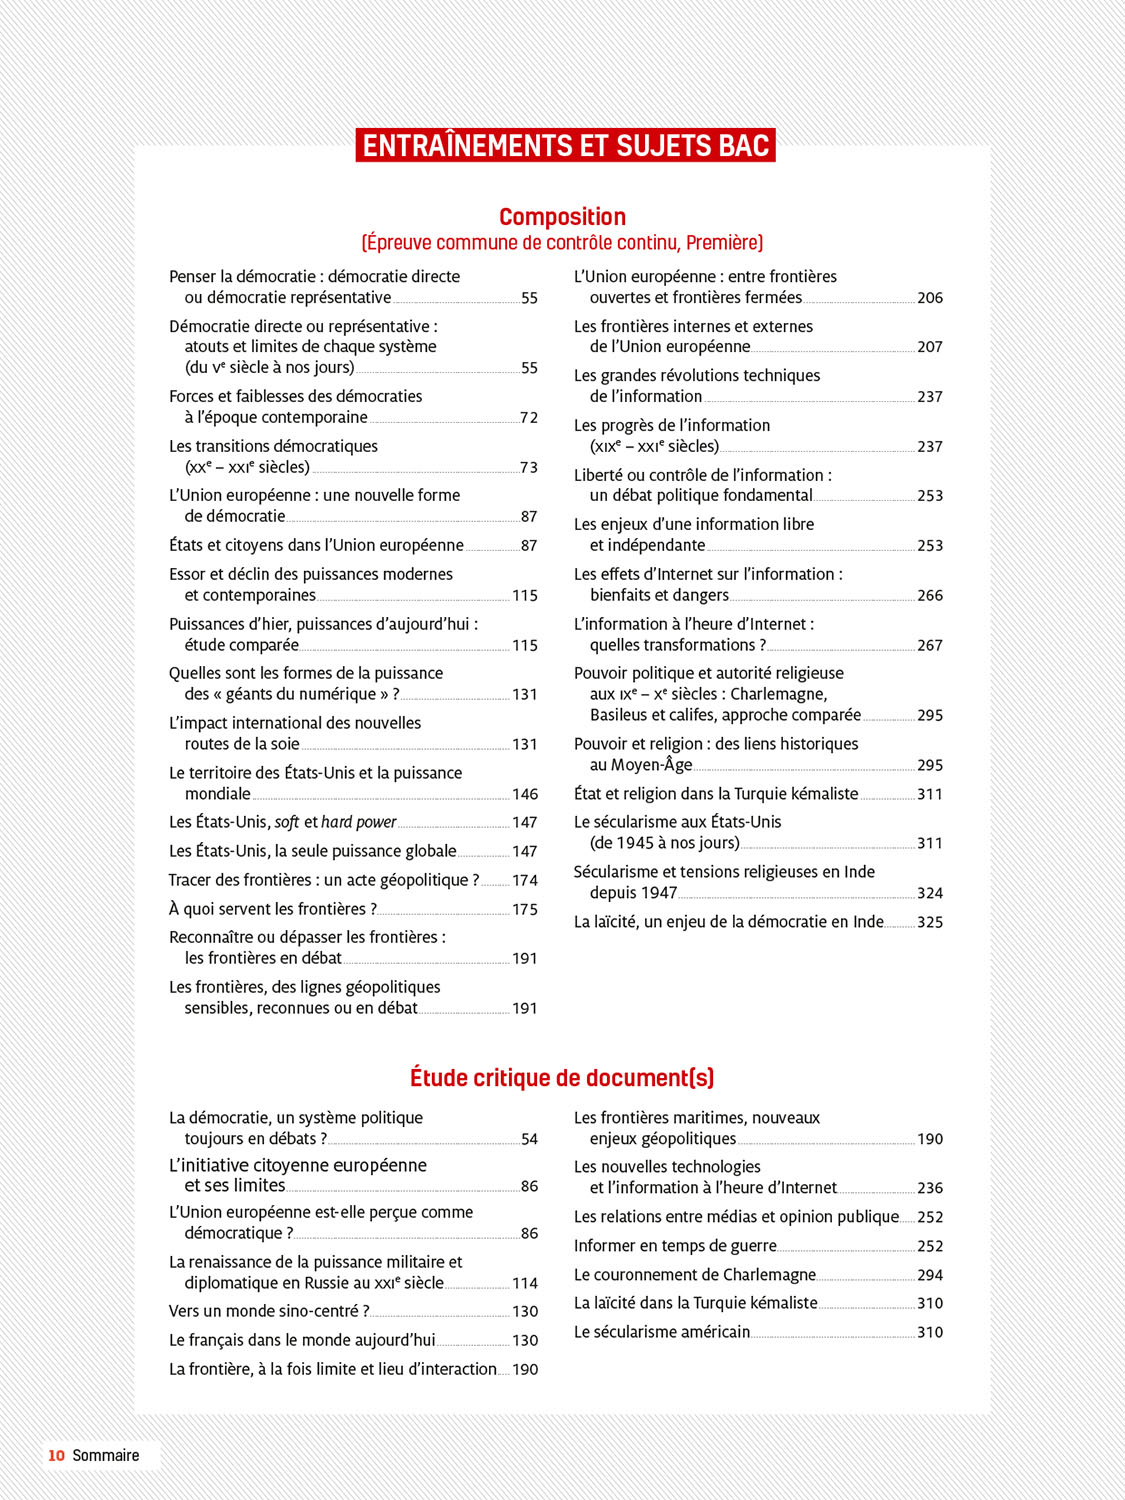 ENTRAÎNEMENTS ET SUJETS BAC
Composition
(Épreuve commune de contrôle continu, Première)
Penser la démocratie : démocratie directe
ou démocratie représentative 55
Démocratie directe ou représentative :
atouts et limites de chaque système
(du Ve siècle à nos jours) 55
Forces et faiblesses des démocraties
à l’époque contemporaine 72
Les transitions démocratiques
(XXe – XXIe siècles) 73
L’Union européenne : une nouvelle forme
de démocratie 87
États et citoyens dans l’Union européenne 87
Essor et déclin des puissances modernes
et contemporaines 115
Puissances d’hier, puissances d’aujourd’hui :
étude comparée 115
Quelles sont les formes de la puissance
des « géants du numérique » ? 131
L’impact international des nouvelles
routes de la soie 131
Le territoire des États-Unis et la puissance
mondiale 146
Les États-Unis, soft et hard power 147
Les États-Unis, la seule puissance globale 147
Tracer des frontières : un acte géopolitique ? 174
À quoi servent les frontières ? 175
Reconnaître ou dépasser les frontières :
les frontières en débat 191
Les frontières, des lignes géopolitiques
sensibles, reconnues ou en débat 191
L’Union européenne : entre frontières
ouvertes et frontières fermées 206
Les frontières internes et externes
de l’Union européenne 207
Les grandes révolutions techniques
de l’information 237
Les progrès de l’information
(XIXe – XXIe siècles) 237
Liberté ou contrôle de l’information :
un débat politique fondamental 253
Les enjeux d’une information libre
et indépendante 253
Les effets d’Internet sur l’information :
bienfaits et dangers 266
L’information à l’heure d’Internet :
quelles transformations ? 267
Pouvoir politique et autorité religieuse
aux IXe – Xe siècles : Charlemagne,
Basileus et califes, approche comparée 295
Pouvoir et religion : des liens historiques
au Moyen-Âge 295
État et religion dans la Turquie kémaliste 311
Le sécularisme aux États-Unis
(de 1945 à nos jours) 311
Sécularisme et tensions religieuses en Inde
depuis 1947 324
La laïcité, un enjeu de la démocratie en Inde 325
Étude critique de document(s)
La démocratie, un système politique
toujours en débats ? 54
L’initiative citoyenne européenne
et ses limites 86
L’Union européenne est-elle perçue comme
démocratique ? 86
La renaissance de la puissance militaire et
diplomatique en Russie au XXIe siècle 114
Vers un monde sino-centré ? 130
Le français dans le monde aujourd’hui 130
La frontière, à la fois limite et lieu d’interaction 190
Les frontières maritimes, nouveaux
enjeux géopolitiques 190
Les nouvelles technologies
et l’information à l’heure d’Internet 236
Les relations entre médias et opinion publique 252
Informer en temps de guerre 252
Le couronnement de Charlemagne 294
La laïcité dans la Turquie kémaliste 310
Le sécularisme américain 310
10 Sommaire